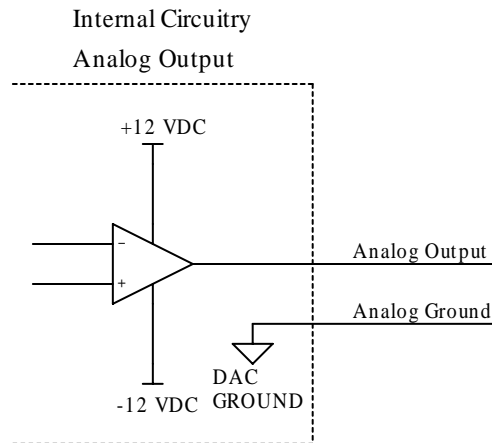 Internal Circuitry
Analog Output
+12 VDC
−
+
Analog Output
Analog Ground
DAC
GROUND
-12 VDC